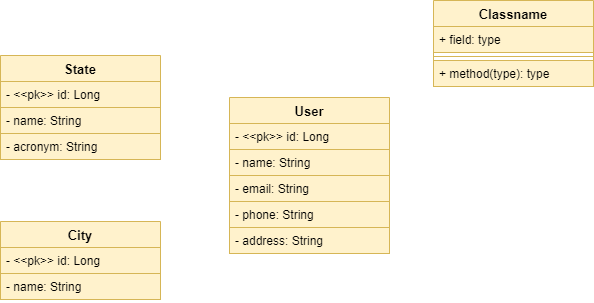 Classname
+ field: type
+ method(type): type
State
- <<pk>> id: Long
- name: String
- acronym: String
User
- <<pk>> id: Long
- name: String
- email: String
- phone: String
- address: String
City
- <<pk>> id: Long
- name: String